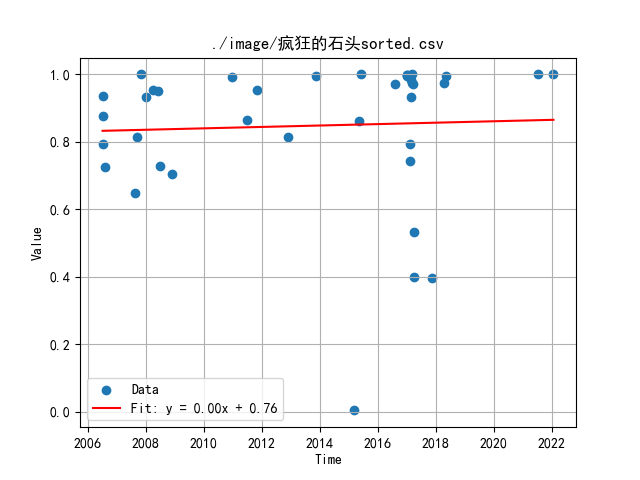 ./image/疯狂的石头sorted.csv
Value
1.0
0.8
0.6
0.4
0.2
0.0
Data
Fit: y = 0.00x + 0.76
2006 2008 2010 2012 2014 2016 2018 2020 2022
Time